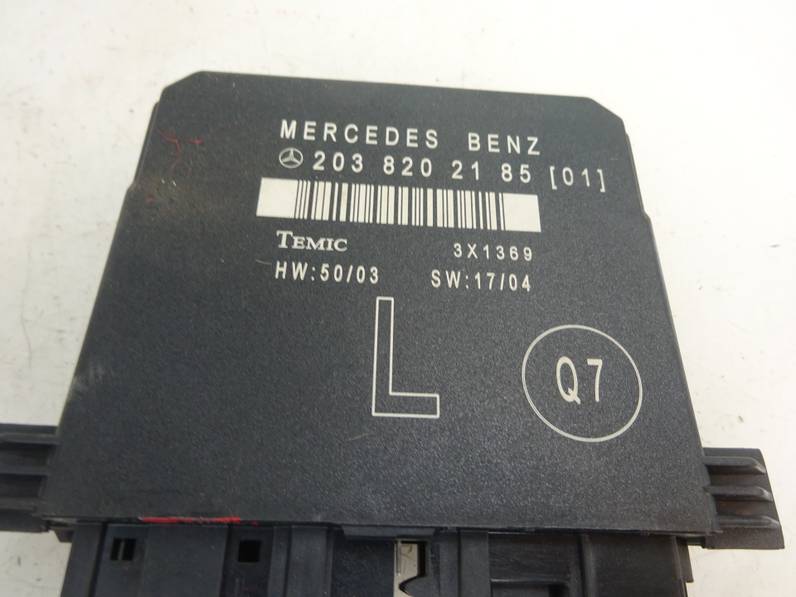 MERCEDES BENZ
203 820 21 85 [01]
TEMIC 3X1369
HW:50/03 SW:17/04
L
Q7